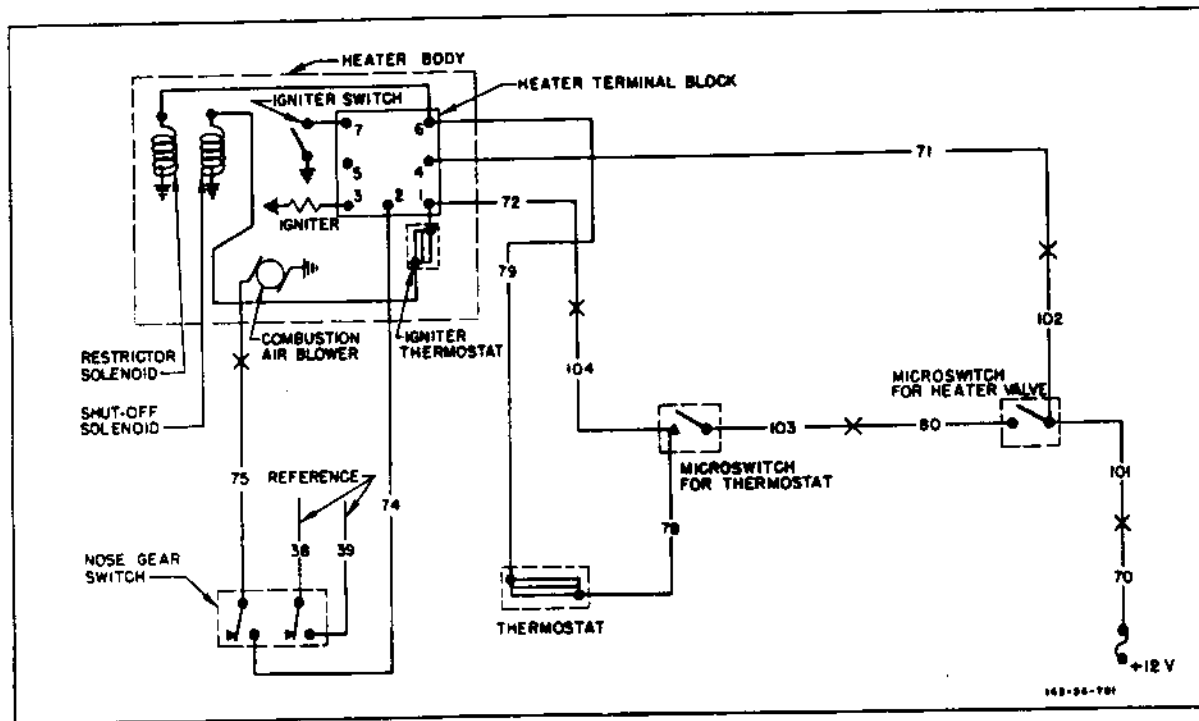 HEATER BODY
HEATER TERMINAL BLOCK
IGNITER SWITCH
7
6
5
4
3
2
1
71
72
IGNITER
79
COMBUSTION
AIR BLOWER
IGNITER
THERMOSTAT
RESTRICTOR
SOLENOID
SHUT-OFF
SOLENOID
104
102
MICROSWITCH
FOR HEATER VALVE
103
80
101
MICROSWITCH
FOR THERMOSTAT
75
REFERENCE
74
38
39
78
70
NOSE GEAR
SWITCH
THERMOSTAT
+12 V